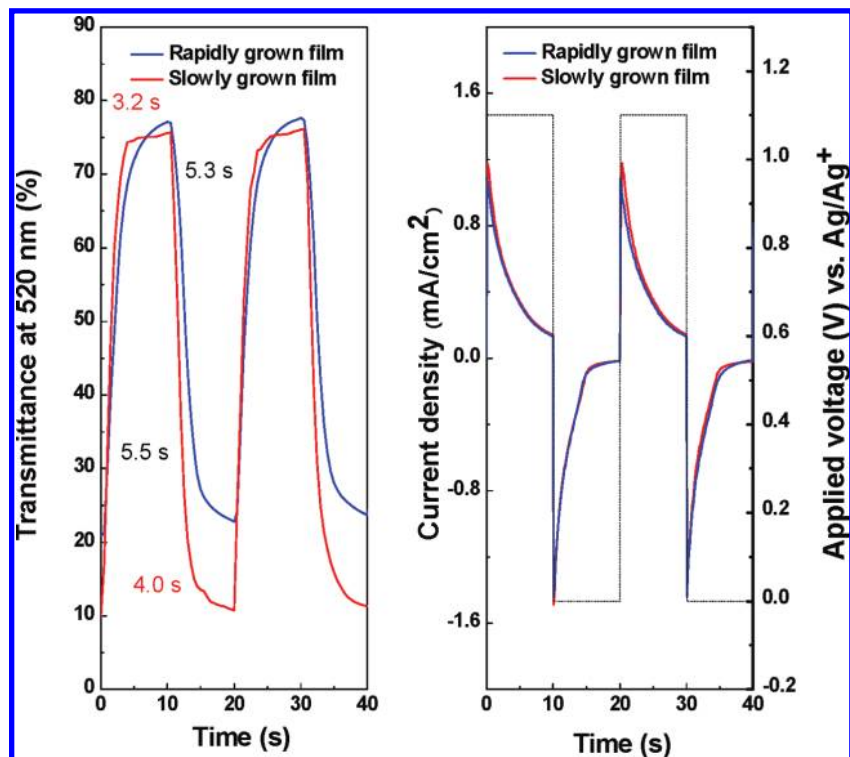 Transmittance at 520 nm (%)
90
80
70
60
50
40
30
20
10
0
Rapidly grown film
Slowly grown film
3.2 s
5.3 s
5.5 s
4.0 s
0 10 20 30 40
Time (s)
Current density (mA/cm²)
1.6
0.8
0.0
-0.8
-1.6
Rapidly grown film
Slowly grown film
0 10 20 30 40
Time (s)
1.2
1.0
0.8
0.6
0.4
0.2
0.0
-0.2
Applied voltage (V) vs. Ag/Ag⁺